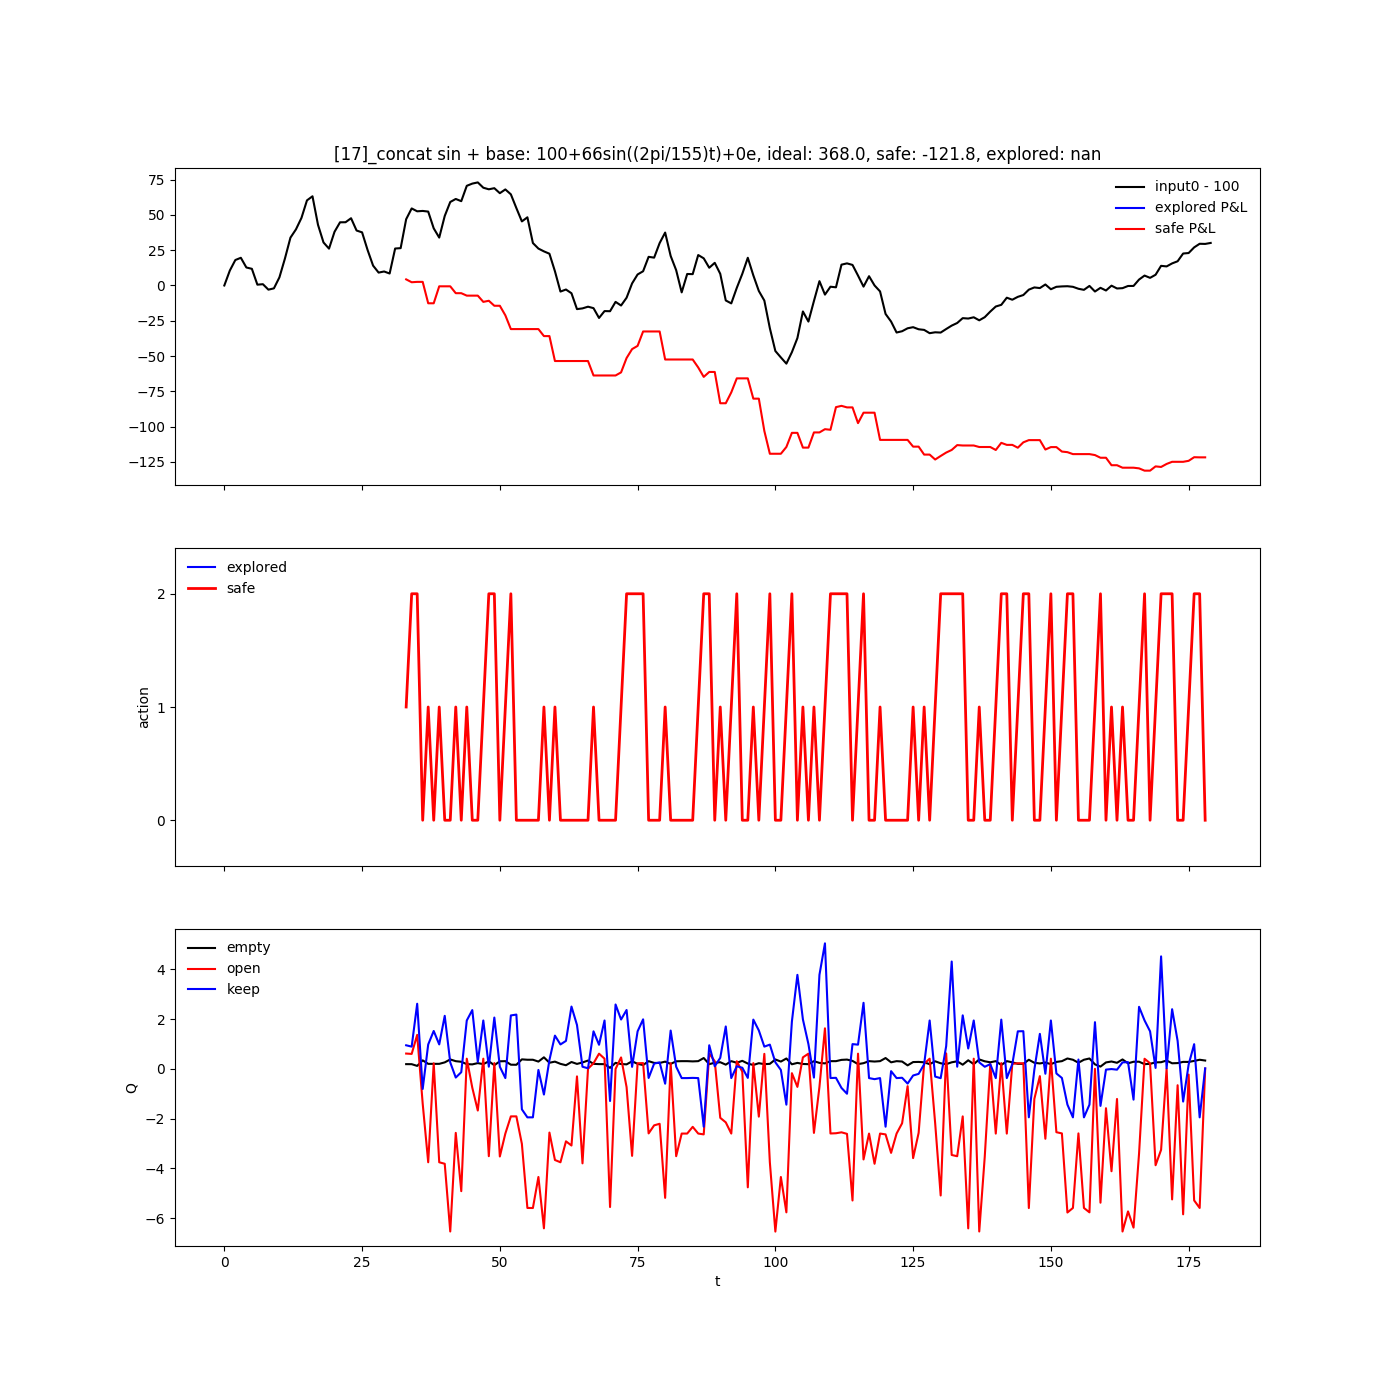 [17]_concat sin + base: 100+66sin((2pi/155)t)+0e, ideal: 368.0, safe: -121.8, explored: nan
75
50
25
0
−25
−50
−75
−100
−125
input0 - 100
explored P&L
safe P&L
explored
safe
2
1
0
action
empty
open
keep
4
2
0
−2
−4
−6
Q
0
25
50
75
100
125
150
175
t